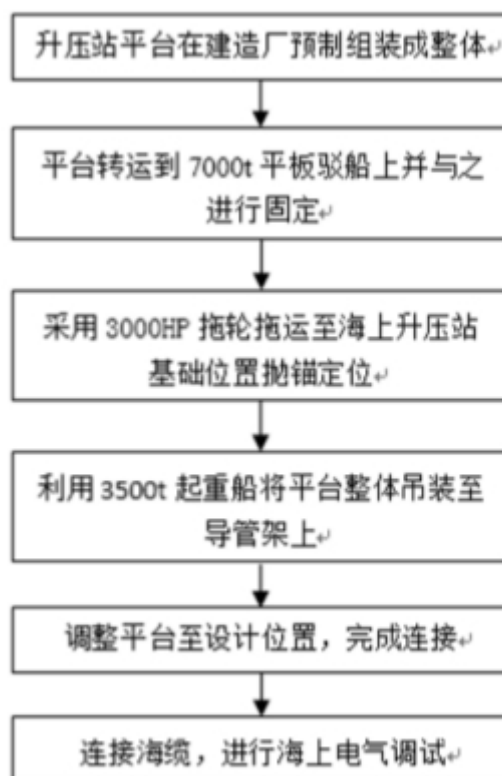 升压站平台在建造厂预制组装成整体
平台转运到 7000t 平板驳船上并与之
进行固定
采用 3000HP 拖轮拖运至海上升压站
基础位置抛锚定位
利用 3500t 起重船将平台整体吊装至
导管架上
调整平台至设计位置，完成连接
连接海缆，进行海上电气调试